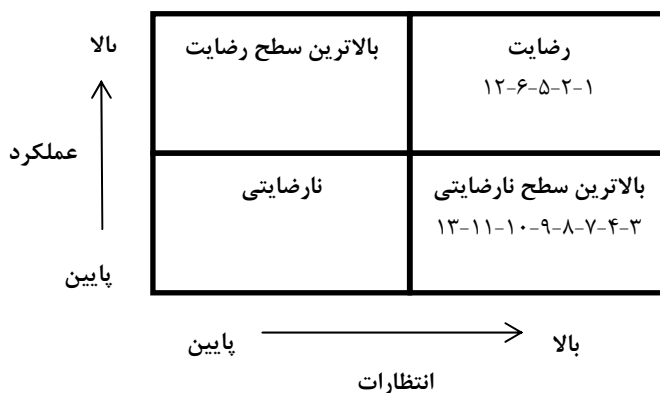 بالا
رضایت
۱-۲-۵-۶-۱۲
بالاترین سطح رضایت
عملکرد
بالاترین سطح نارضایتی
۳-۴-۷-۸-۹-۱۰-۱۱-۱۳
نارضایتی
پایین
بالا
پایین
انتظارات